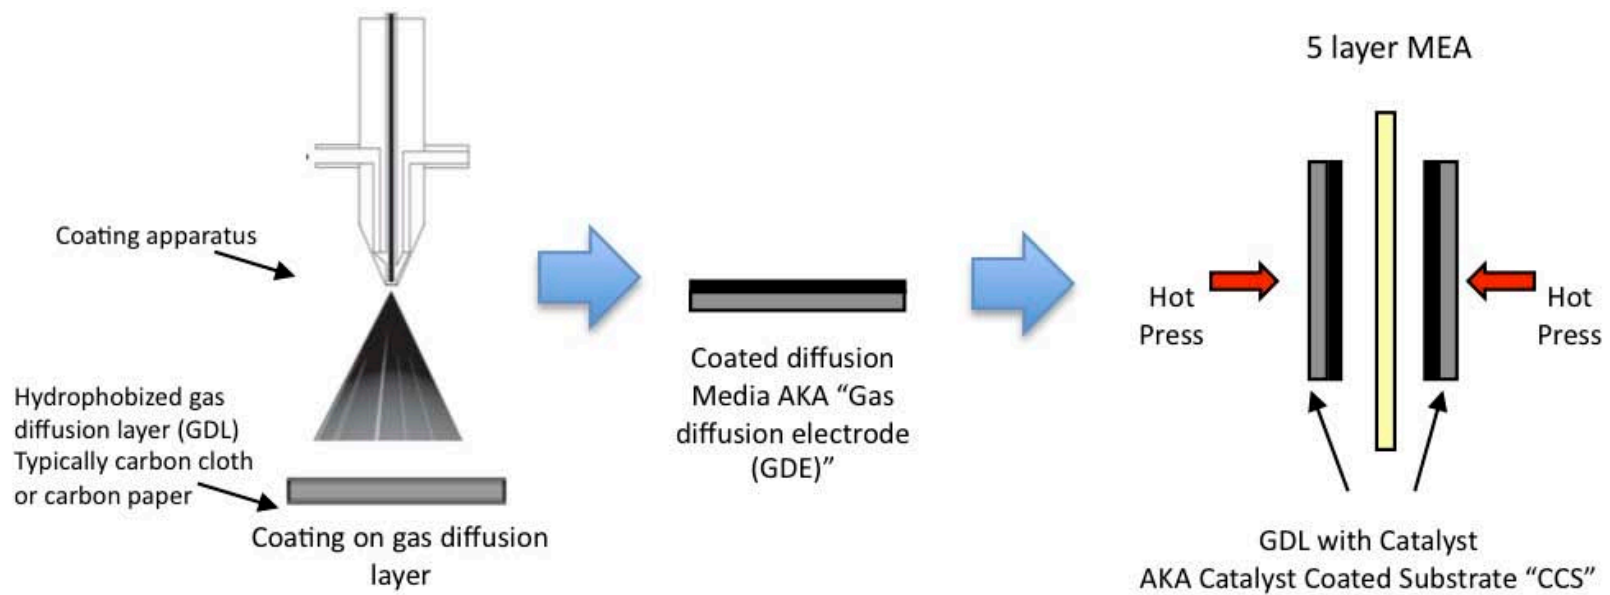 Coating apparatus
Hydrophobized gas
diffusion layer (GDL)
Typically carbon cloth
or carbon paper
Coating on gas diffusion
layer
Coated diffusion
Media AKA “Gas
diffusion electrode
(GDE)”
5 layer MEA
Hot
Press
Hot
Press
GDL with Catalyst
AKA Catalyst Coated Substrate “CCS”